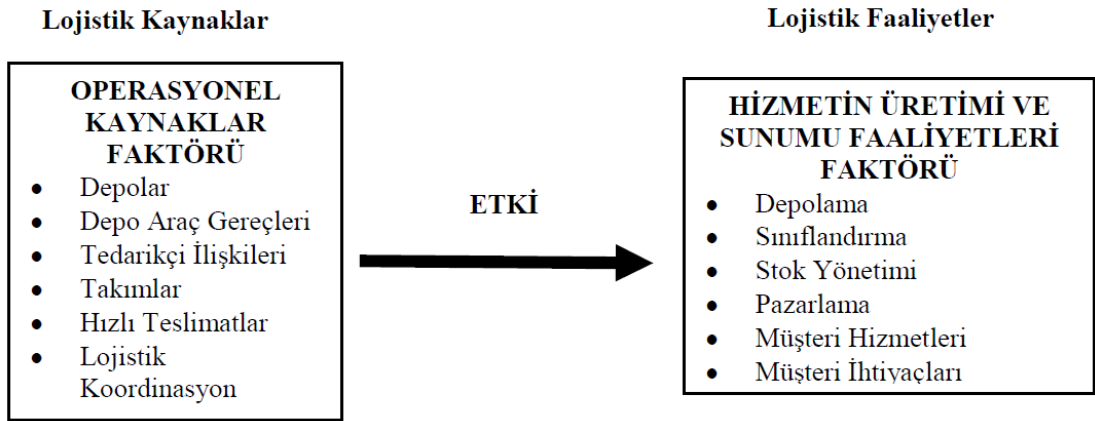 Lojistik Kaynaklar
OPERASYONEL
KAYNAKLAR
FAKTÖRÜ
• Depolar
• Depo Araç Gereçleri
• Tedarikçi İlişkileri
• Takımlar
• Hızlı Teslimatlar
• Lojistik
Koordinasyon
ETKİ
Lojistik Faaliyetler
HİZMETİN ÜRETİMİ VE
SUNUMU FAALİYETLERİ
FAKTÖRÜ
• Depolama
• Sınıflandırma
• Stok Yönetimi
• Pazarlama
• Müşteri Hizmetleri
• Müşteri İhtiyaçları